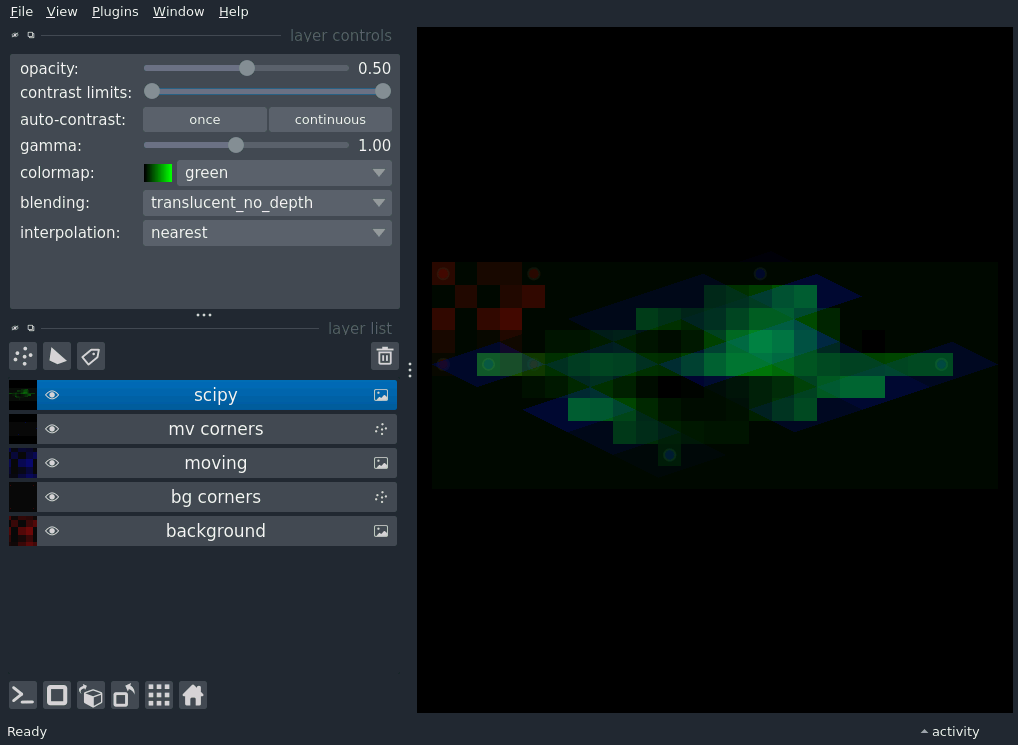 File View Plugins Window Help
layer controls
opacity: 0.50
contrast limits:
auto-contrast: once continuous
gamma: 1.00
colormap: green
blending: translucent_no_depth
interpolation: nearest
layer list
scipy
mv corners
moving
bg corners
background
Ready activity